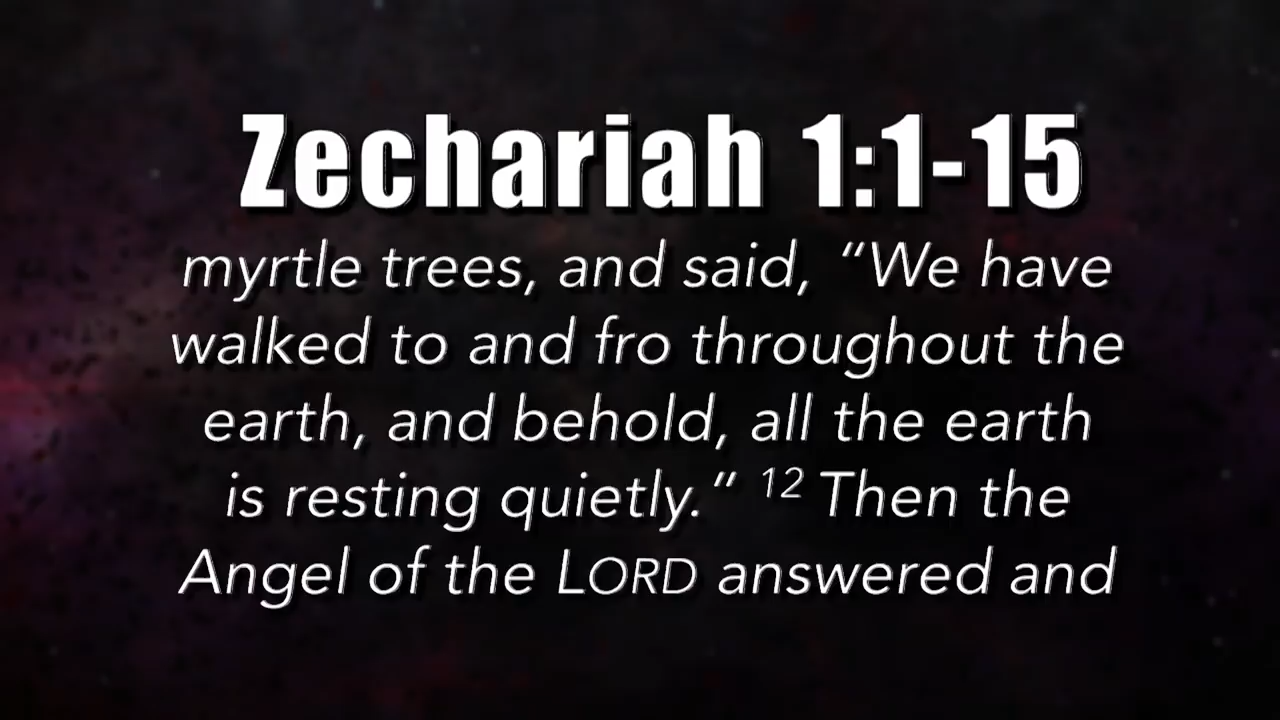 Zechariah 1:1-15
myrtle trees, and said, “We have
walked to and fro throughout the
earth, and behold, all the earth
is resting quietly.” 12 Then the
Angel of the LORD answered and